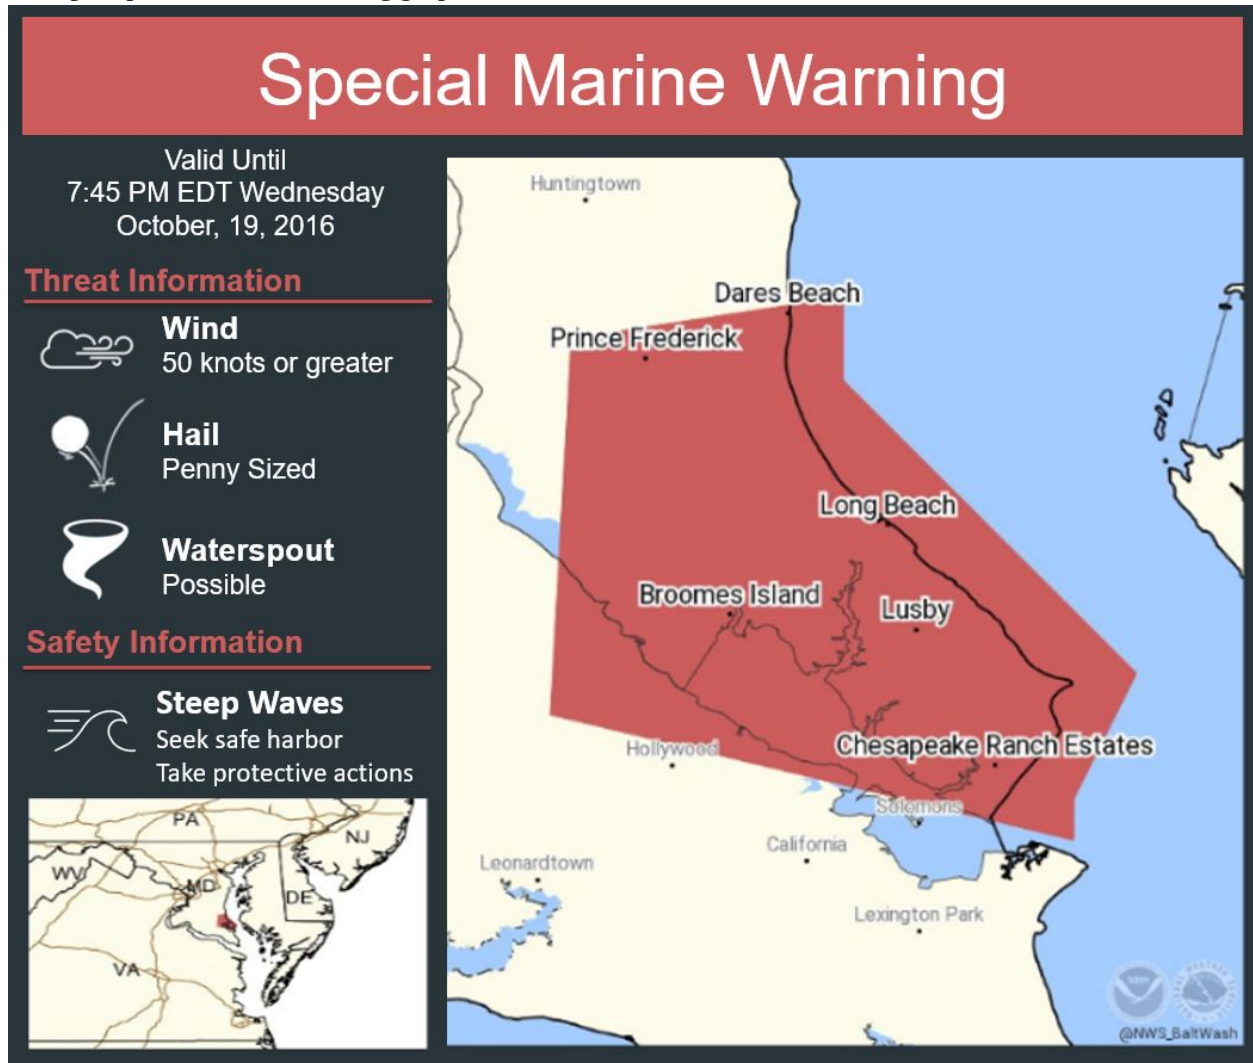 Special Marine Warning
Valid Until
7:45 PM EDT Wednesday
October, 19, 2016
Threat Information
Wind
50 knots or greater
Hail
Penny Sized
Waterspout
Possible
Safety Information
Steep Waves
Seek safe harbor
Take protective actions
PA
NJ
WV
MD
DE
VA
Huntingtown
Dares Beach
Prince Frederick
Long Beach
Broomes Island
Lusby
Hollywood
Chesapeake Ranch Estates
Solomons
California
Leonardtown
Lexington Park
@NWS_BaltWash